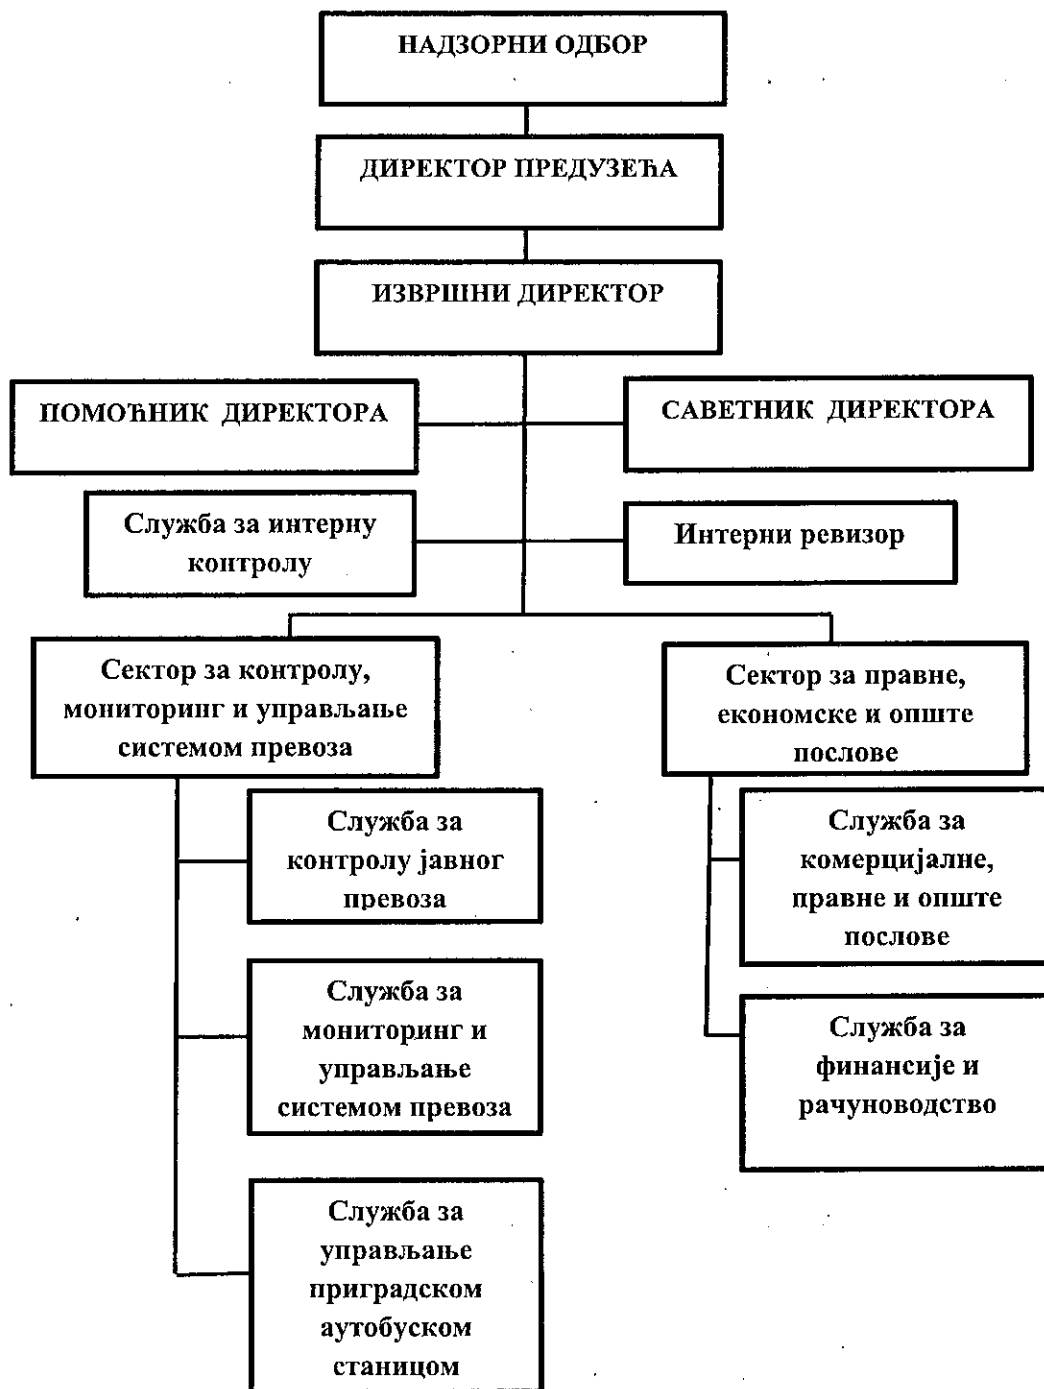 НАДЗОРНИ ОДБОР
ДИРЕКТОР ПРЕДУЗЕЋА
ИЗВРШНИ ДИРЕКТОР
ПОМОЋНИК ДИРЕКТОРА
САВЕТНИК ДИРЕКТОРА
Служба за интерну
контролу
Интерни ревизор
Сектор за контролу,
мониторинг и управљање
системом превоза
Сектор за правне,
економске и опште
послове
Служба за
контролу јавног
превоза
Служба за
комерцијалне,
правне и опште
послове
Служба за
мониторинг и
управљање
системом превоза
Служба за
финансије и
рачуноводство
Служба за
управљање
приградском
аутобуском
станицом